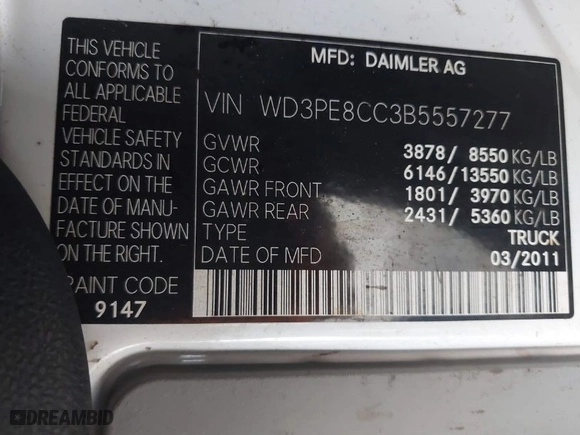 THIS VEHICLE
CONFORMS TO
ALL APPLICABLE
FEDERAL
VEHICLE SAFETY
STANDARDS IN
EFFECT ON THE
DATE OF MANU-
FACTURE SHOWN
ON THE RIGHT.
PAINT CODE
9147
MFD: DAIMLER AG
VIN WD3PE8CC3B5557277
GVWR 3878/ 8550 KG/LB
GCWR 6146/13550 KG/LB
GAWR FRONT 1801/ 3970 KG/LB
GAWR REAR 2431/ 5360 KG/LB
TYPE TRUCK
DATE OF MFD 03/2011
DREAMBID